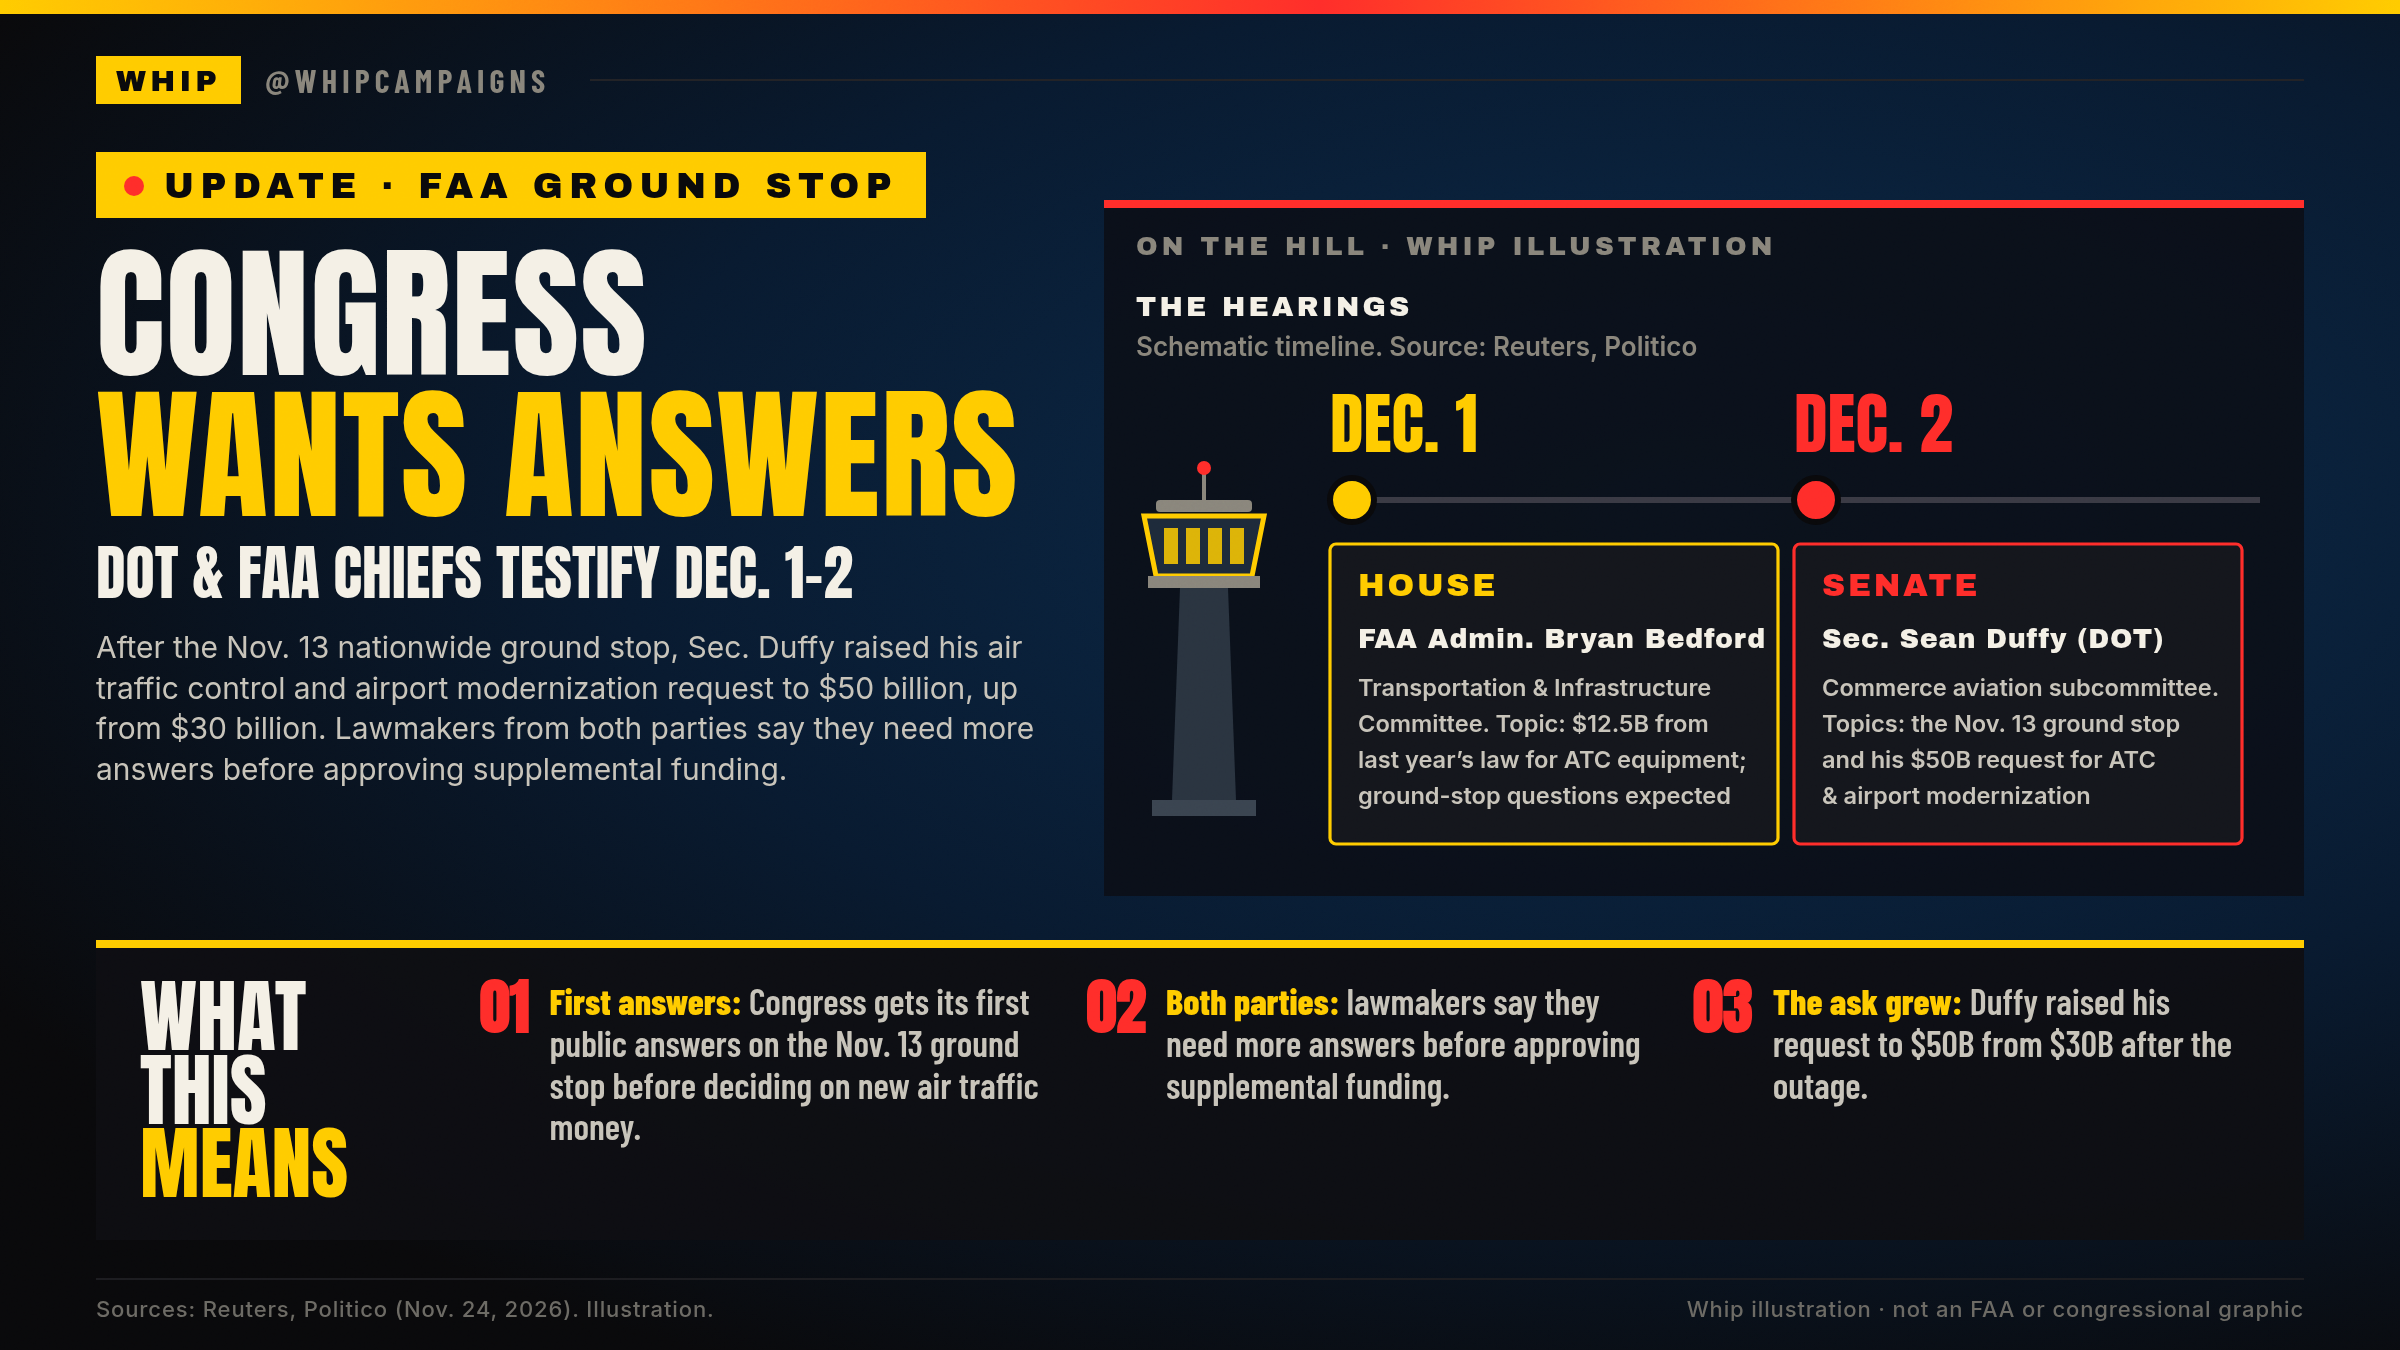 WHIP @WHIPCAMPAIGNS
UPDATE · FAA GROUND STOP
CONGRESS
WANTS ANSWERS
DOT & FAA CHIEFS TESTIFY DEC. 1-2
After the Nov. 13 nationwide ground stop, Sec. Duffy raised his air
traffic control and airport modernization request to $50 billion, up
from $30 billion. Lawmakers from both parties say they need more
answers before approving supplemental funding.
ON THE HILL · WHIP ILLUSTRATION
THE HEARINGS
Schematic timeline. Source: Reuters, Politico
DEC. 1
HOUSE
FAA Admin. Bryan Bedford
Transportation & Infrastructure
Committee. Topic: $12.5B from
last year’s law for ATC equipment;
ground-stop questions expected
DEC. 2
SENATE
Sec. Sean Duffy (DOT)
Commerce aviation subcommittee.
Topics: the Nov. 13 ground stop
and his $50B request for ATC
& airport modernization
WHAT
THIS
MEANS
01 First answers: Congress gets its first
public answers on the Nov. 13 ground
stop before deciding on new air traffic
money.
02 Both parties: lawmakers say they
need more answers before approving
supplemental funding.
03 The ask grew: Duffy raised his
request to $50B from $30B after the
outage.
Sources: Reuters, Politico (Nov. 24, 2026). Illustration.
Whip illustration · not an FAA or congressional graphic